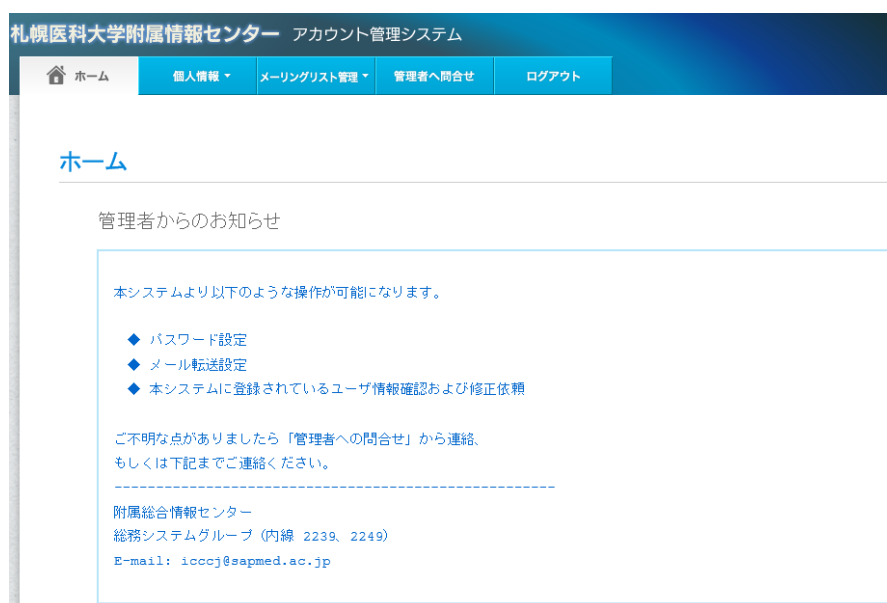 札幌医科大学附属情報センター アカウント管理システム
ホーム 個人情報 メーリングリスト管理 管理者へ問合せ ログアウト
ホーム
管理者からのお知らせ
本システムより以下のような操作が可能になります。
◆ パスワード設定
◆ メール転送設定
◆ 本システムに登録されているユーザ情報確認および修正依頼
ご不明な点がありましたら「管理者への問合せ」から連絡、
もしくは下記までご連絡ください。
-----------------------------------------------------
附属総合情報センター
総務システムグループ（内線 2239、2249）
E-mail: icccj@sapmed.ac.jp